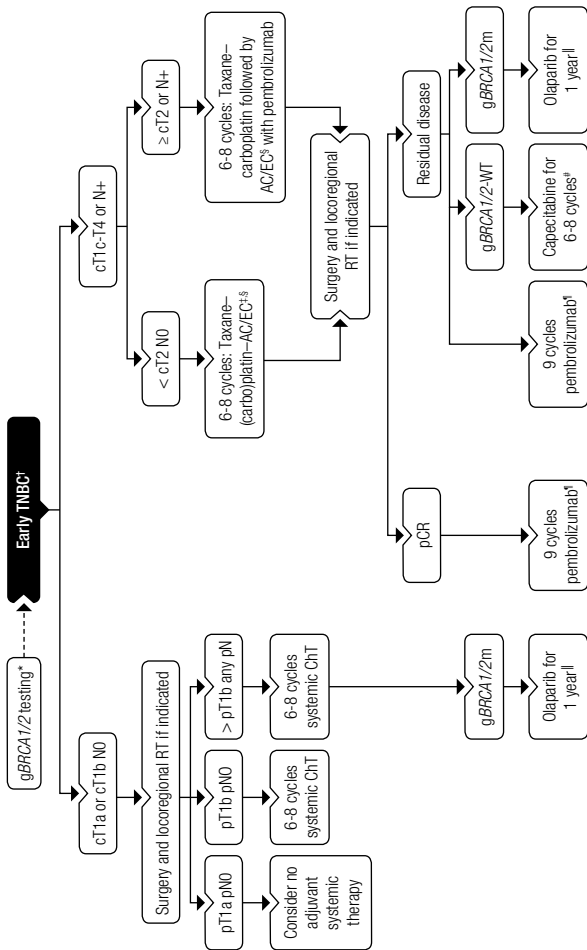 gBRCA1/2 testing*
Early TNBC†
cT1a or cT1b N0
Surgery and locoregional RT if indicated
pT1a pN0
Consider no
adjuvant
systemic
therapy
pT1b pN0
6-8 cycles
systemic ChT
> pT1b any pN
6-8 cycles
systemic ChT
gBRCA1/2m
Olaparib for
1 year||
cT1c-T4 or N+
< cT2 N0
6-8 cycles: Taxane–
(carbo)platin–AC/EC‡,§
≥ cT2 or N+
6-8 cycles: Taxane–
carboplatin followed by
AC/EC§ with pembrolizumab
Surgery and locoregional
RT if indicated
pCR
9 cycles
pembrolizumab¶
Residual disease
9 cycles
pembrolizumab¶
gBRCA1/2-WT
Capecitabine for
6-8 cycles#
gBRCA1/2m
Olaparib for
1 year||